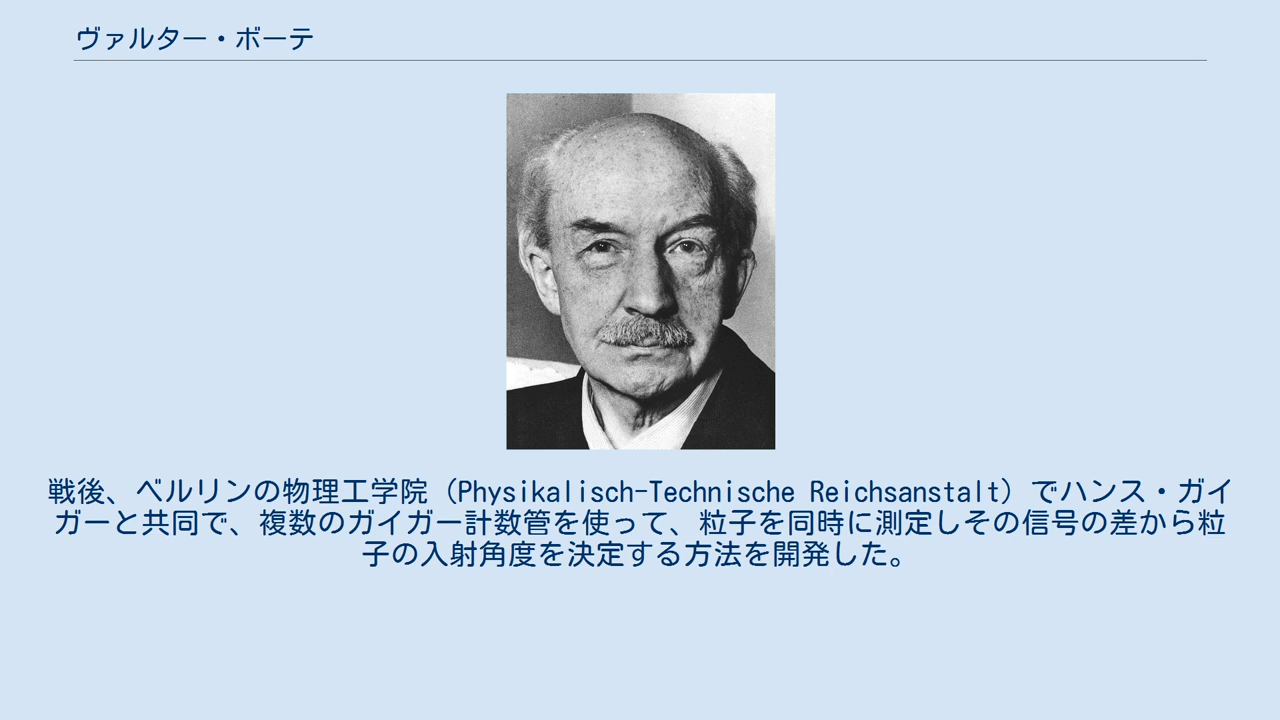 ヴァルター・ボーテ
戦後、ベルリンの物理工学院（Physikalisch-Technische Reichsanstalt）でハンス・ガイ
ガーと共同で、複数のガイガー計数管を使って、粒子を同時に測定しその信号の差から粒
子の入射角度を決定する方法を開発した。